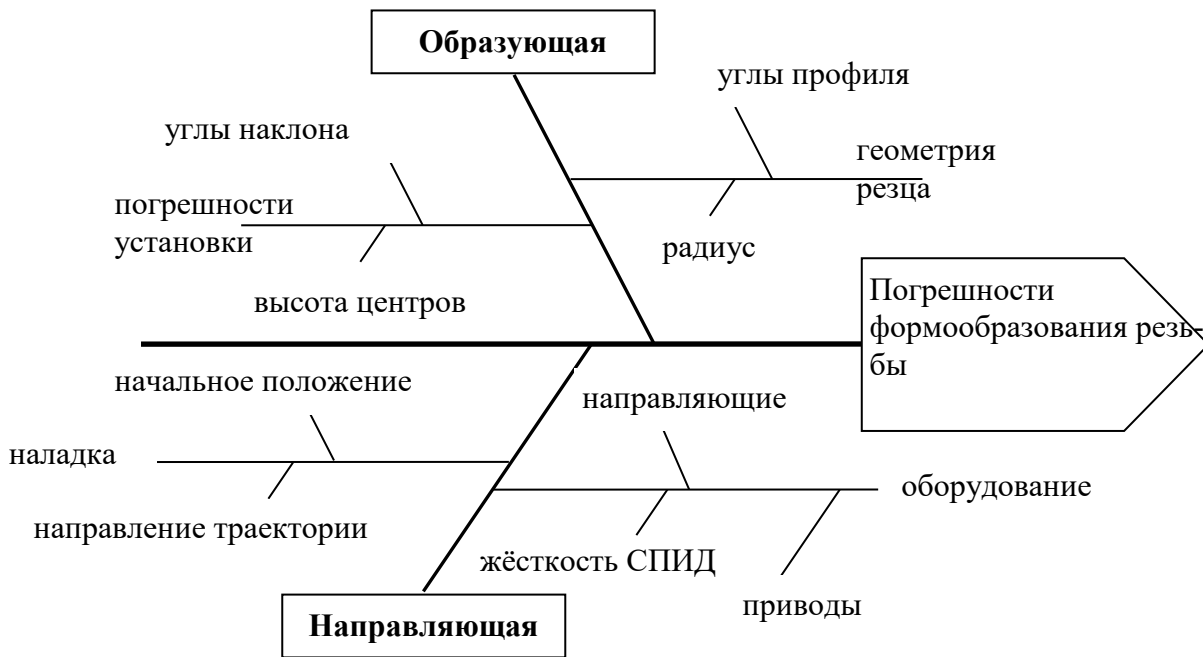 Образующая
углы профиля
углы наклона
геометрия
резца
погрешности
установки
радиус
высота центров
Погрешности
формообразования резь-
бы
начальное положение
направляющие
наладка
оборудование
направление траектории
жёсткость СПИД
приводы
Направляющая